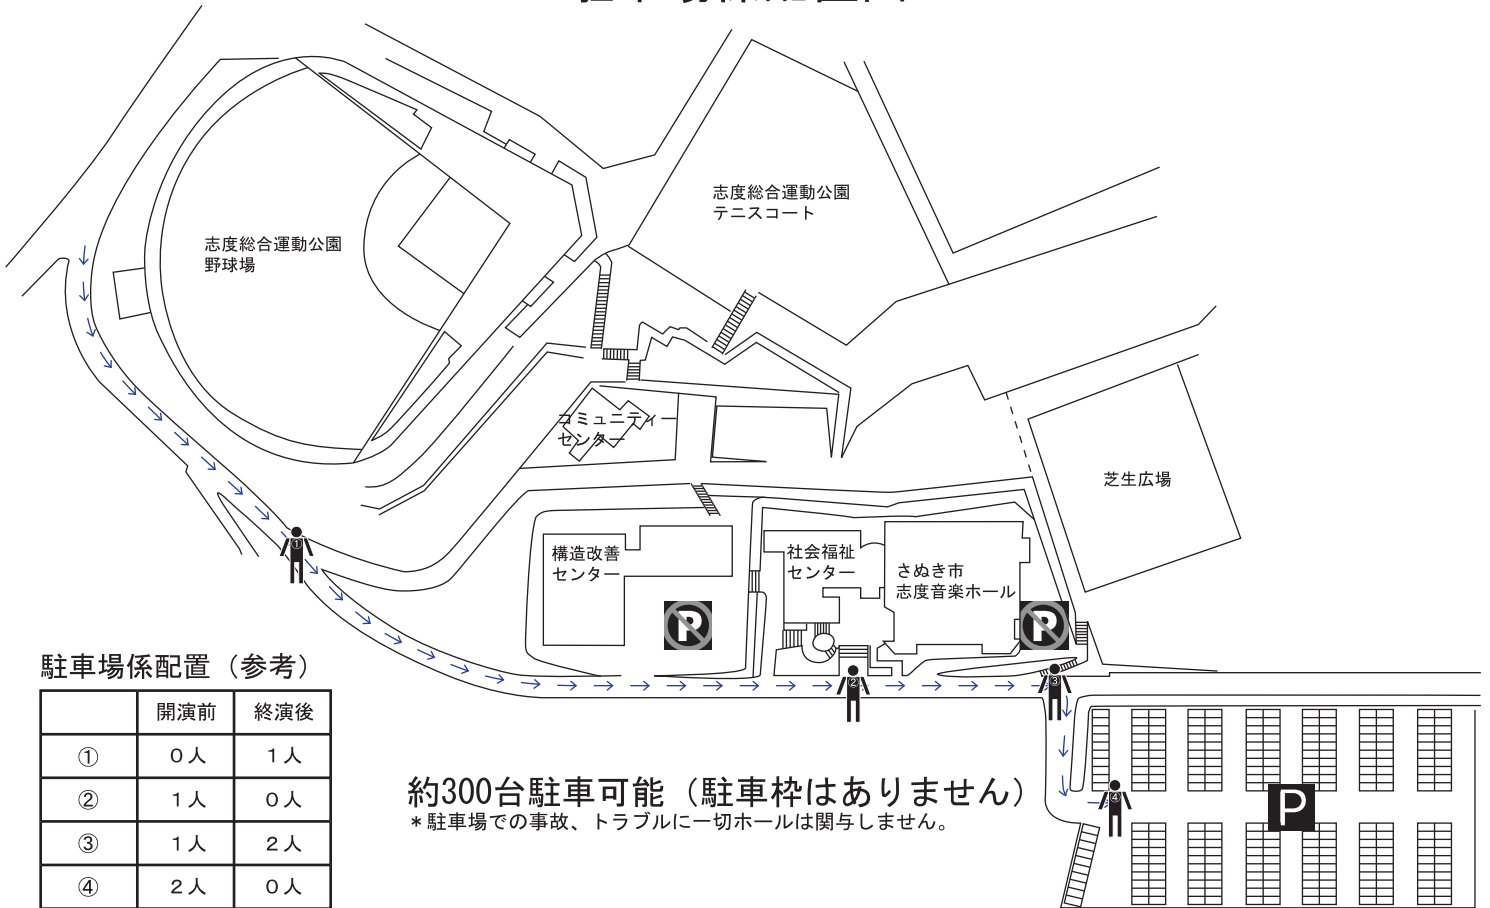 志度総合運動公園
テニスコート
志度総合運動公園
野球場
コミュニティー
センター
芝生広場
構造改善
センター
社会福祉
センター
さぬき市
志度音楽ホール
P
P
①
②
③
④
P
駐車場係配置（参考）
開演前 終演後
① 0人 1人
② 1人 0人
③ 1人 2人
④ 2人 0人
約300台駐車可能（駐車枠はありません）
＊駐車場での事故、トラブルに一切ホールは関与しません。